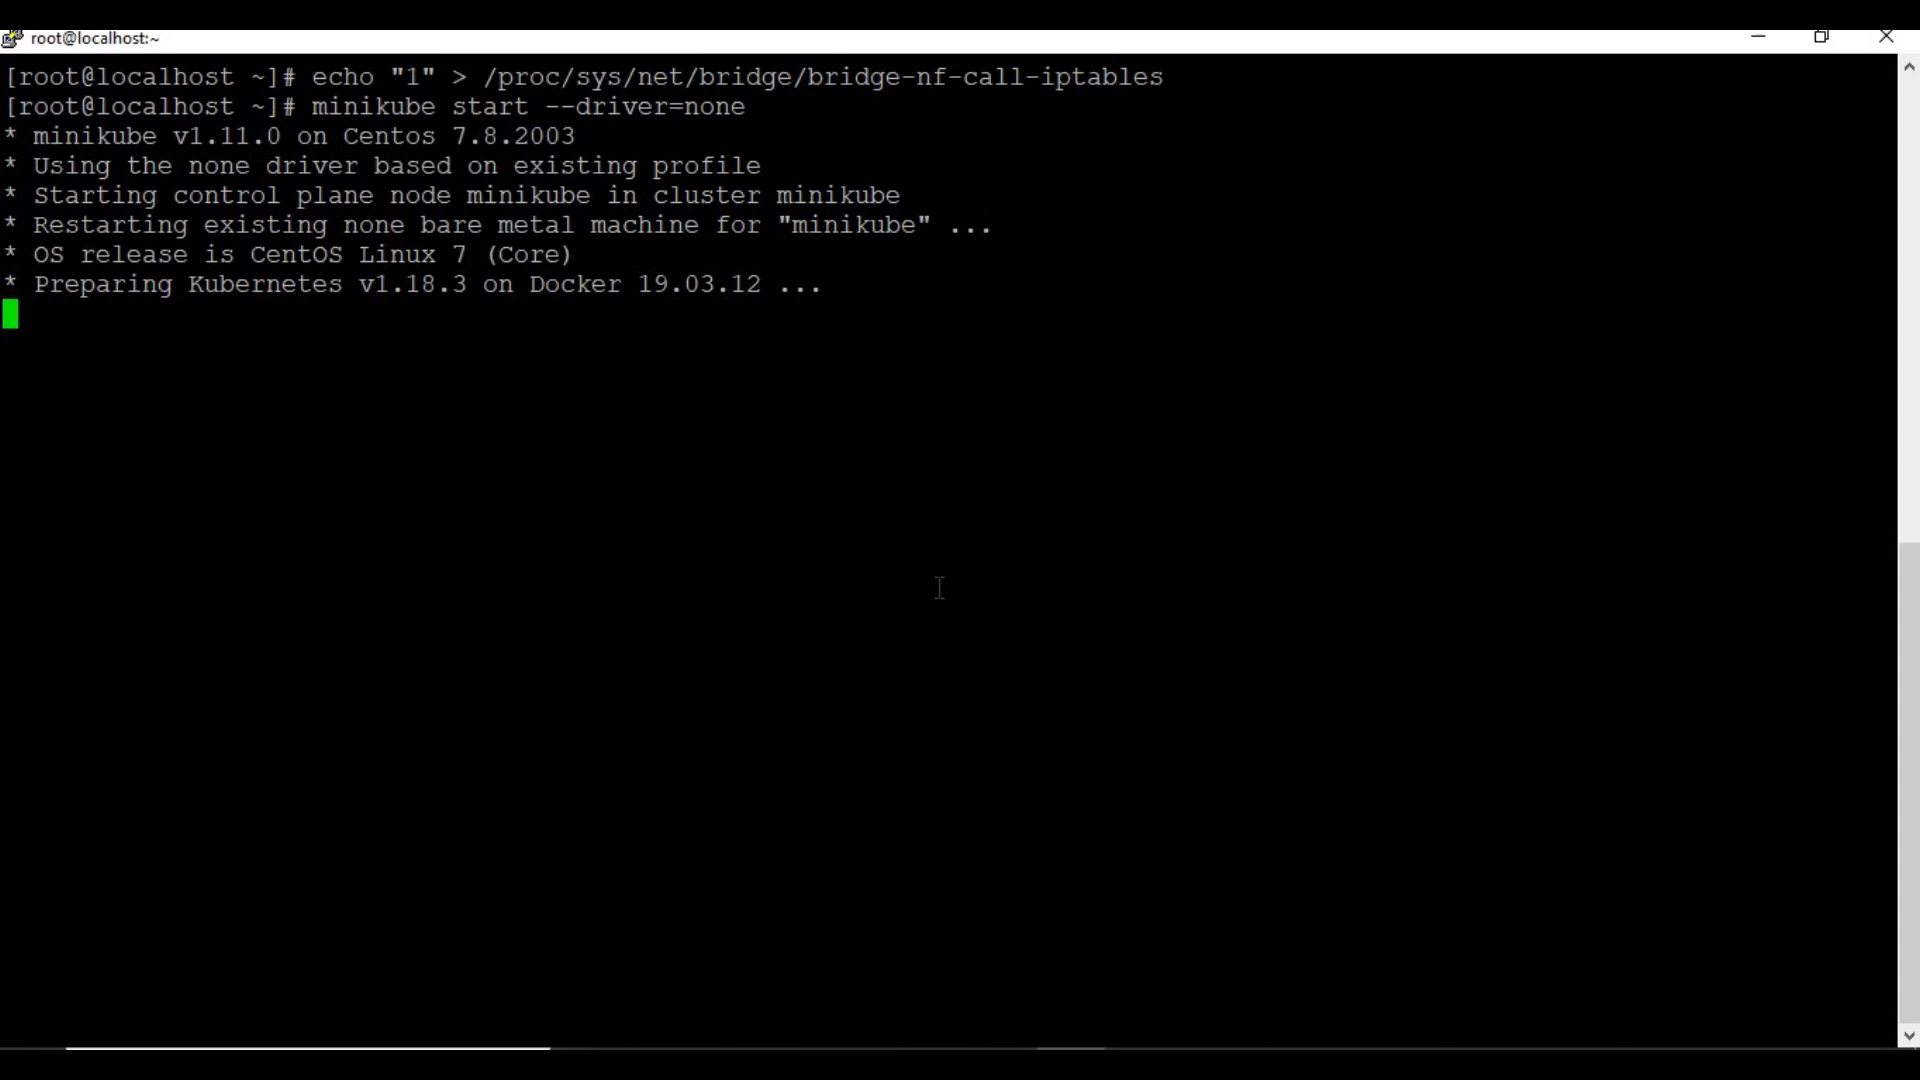 root@localhost:~
[root@localhost ~]# echo "1" > /proc/sys/net/bridge/bridge-nf-call-iptables
[root@localhost ~]# minikube start --driver=none
* minikube v1.11.0 on Centos 7.8.2003
* Using the none driver based on existing profile
* Starting control plane node minikube in cluster minikube
* Restarting existing none bare metal machine for "minikube" ...
* OS release is CentOS Linux 7 (Core)
* Preparing Kubernetes v1.18.3 on Docker 19.03.12 ...